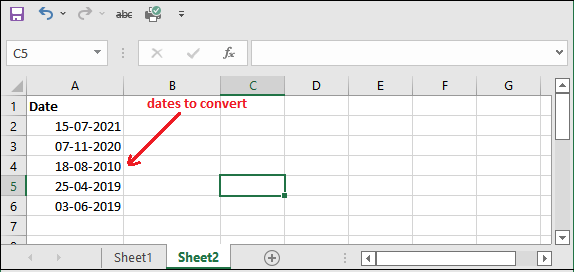 abc
C5
fx
A B C D E F G
1 Date
dates to convert
2 15-07-2021
3 07-11-2020
4 18-08-2010
5 25-04-2019
6 03-06-2019
7
Sheet1 Sheet2